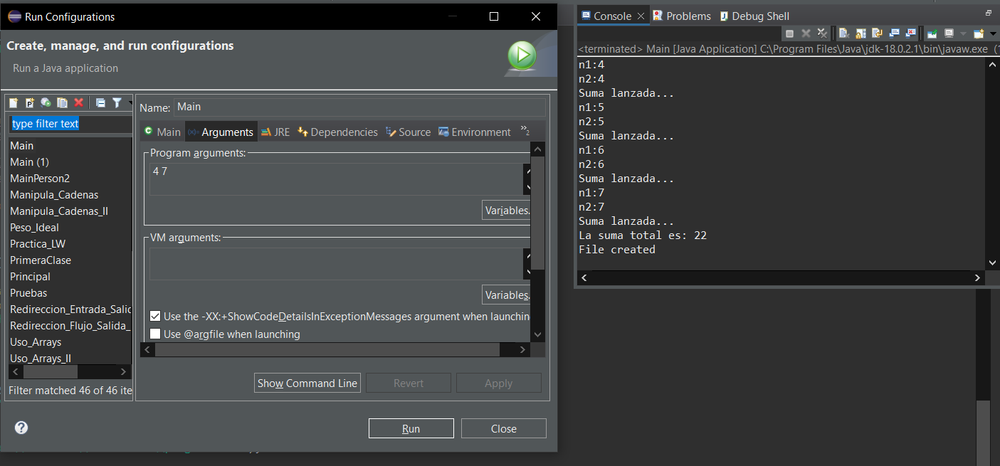 Run Configurations
Create, manage, and run configurations
Run a Java application
type filter text
Main
Main (1)
MainPerson2
Manipula_Cadenas
Manipula_Cadenas_II
Peso_Ideal
Practica_LW
PrimeraClase
Principal
Pruebas
Redireccion_Entrada_Salic
Redireccion_Flujo_Salida_
Uso_Arrays
Uso_Arrays_II
Filter matched 46 of 46 ite
Name: Main
Main Arguments JRE Dependencies Source Environment »2
Program arguments:
4 7
Variables.
VM arguments:
Variables.
Use the -XX:+ShowCodeDetailsInExceptionMessages argument when launchin
Use @argfile when launching
Show Command Line Revert Apply
Run Close
Console Problems Debug Shell
<terminated> Main [Java Application] C:\Program Files\Java\jdk-18.0.2.1\bin\javaw.exe (
n1:4
n2:4
Suma lanzada...
n1:5
n2:5
Suma lanzada...
n1:6
n2:6
Suma lanzada...
n1:7
n2:7
Suma lanzada...
La suma total es: 22
File created